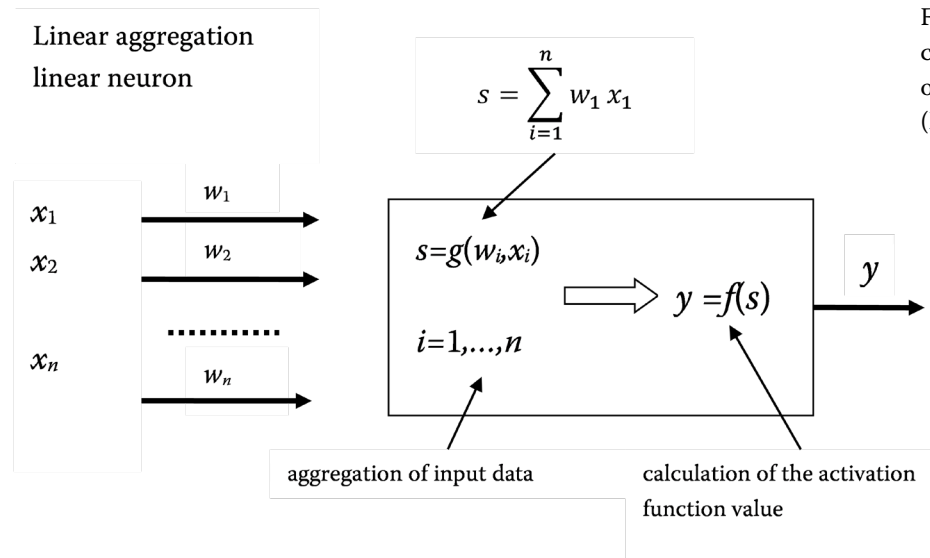 Linear aggregation
linear neuron
n
s = ∑ w₁ x₁
i=1
x₁
x₂
xₙ
w₁
w₂
wₙ
s=g(wᵢ,xᵢ)
i=1,...,n
y =f(s)
y
aggregation of input data
calculation of the activation
function value
c
o
(